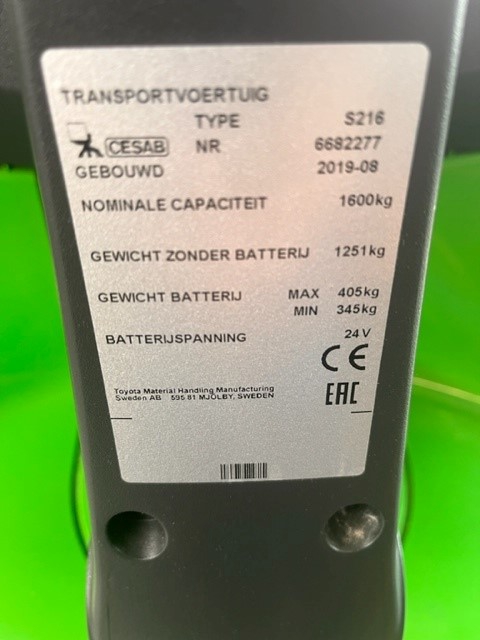 TRANSPORTVOERTUIG
TYPE S216
CESAB NR 6682277
GEBOUWD 2019-08
NOMINALE CAPACITEIT 1600kg
GEWICHT ZONDER BATTERIJ 1251kg
GEWICHT BATTERIJ MAX 405kg
MIN 345kg
BATTERIJSPANNING 24V
CE
Toyota Material Handling Manufacturing
Sweden AB 595 81 MJÖLBY, SWEDEN
EAC